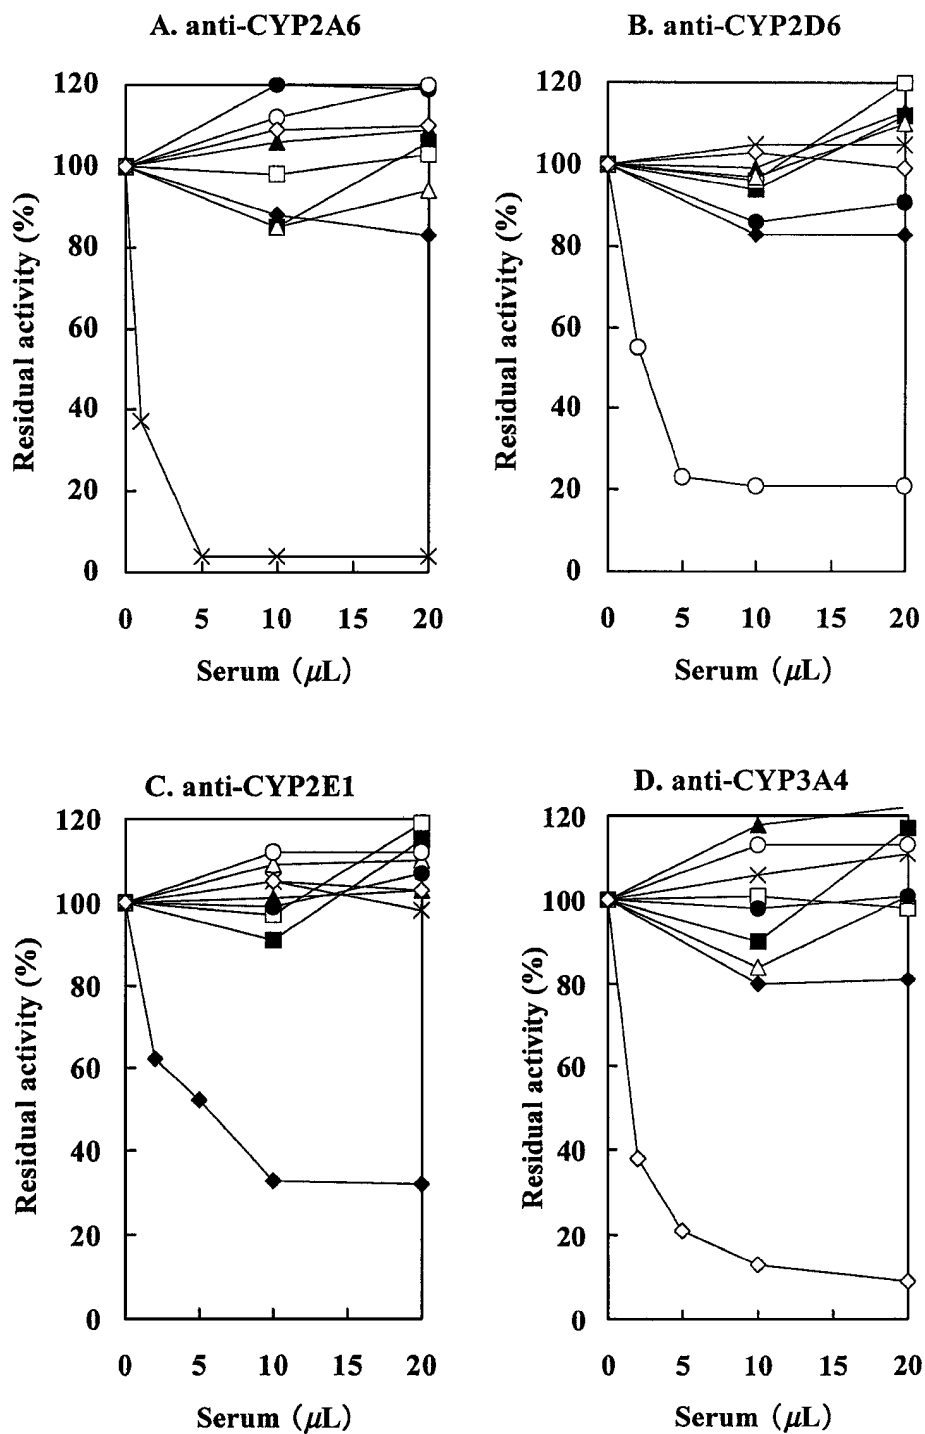 A. anti-CYP2A6
B. anti-CYP2D6
120
100
80
60
40
20
0
Residual activity (%)
0 5 10 15 20
Serum (μL)
120
100
80
60
40
20
0
Residual activity (%)
0 5 10 15 20
Serum (μL)
C. anti-CYP2E1
D. anti-CYP3A4
120
100
80
60
40
20
0
Residual activity (%)
0 5 10 15 20
Serum (μL)
120
100
80
60
40
20
0
Residual activity (%)
0 5 10 15 20
Serum (μL)